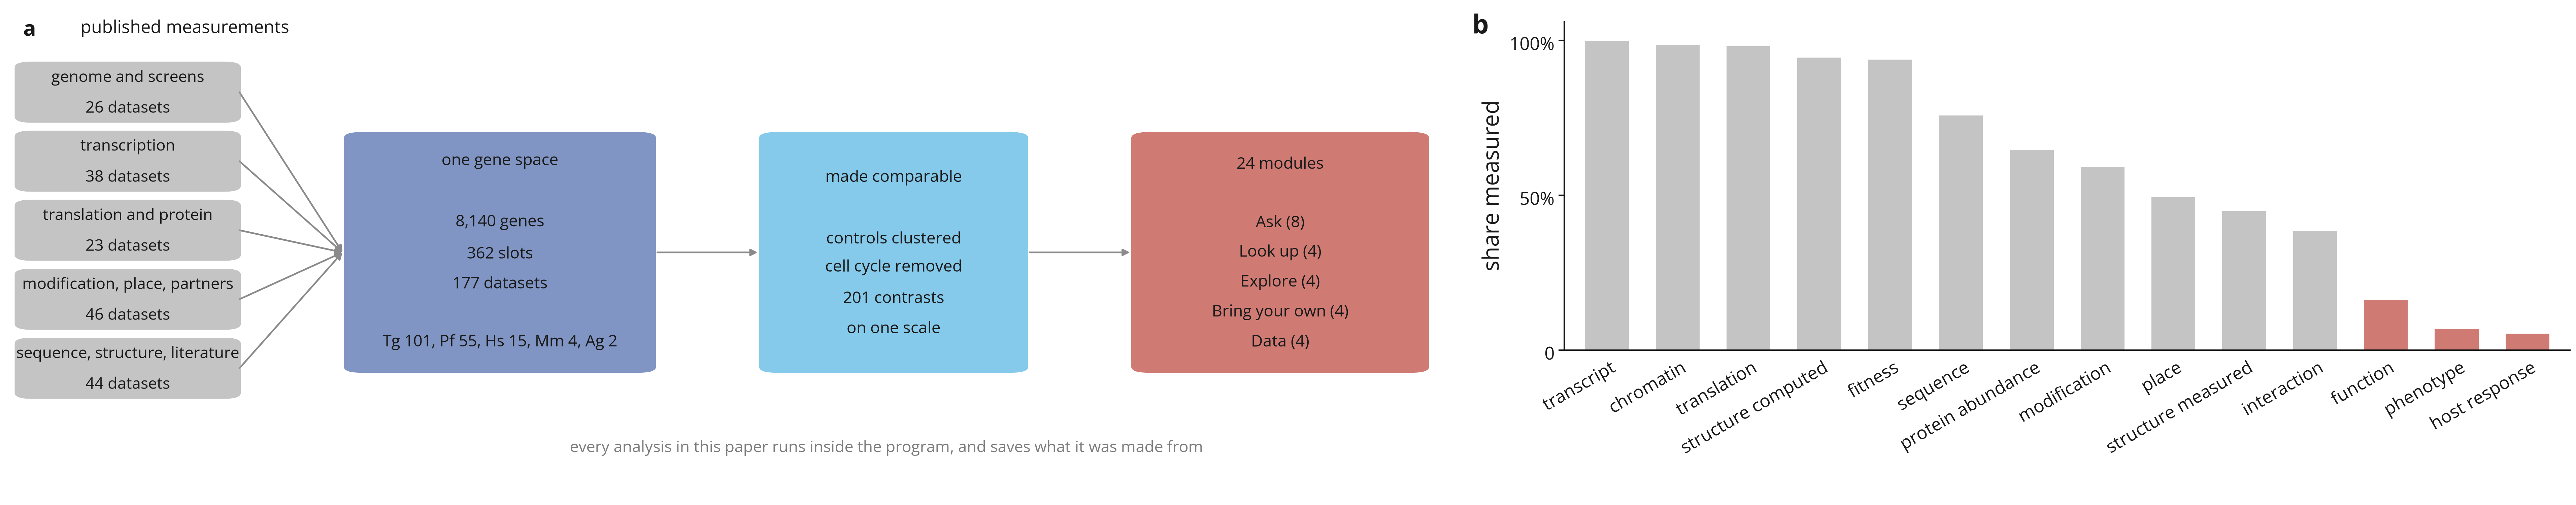 a published measurements
genome and screens
26 datasets
transcription
38 datasets
translation and protein
23 datasets
modification, place, partners
46 datasets
sequence, structure, literature
44 datasets
one gene space
8,140 genes
362 slots
177 datasets
Tg 101, Pf 55, Hs 15, Mm 4, Ag 2
made comparable
controls clustered
cell cycle removed
201 contrasts
on one scale
24 modules
Ask (8)
Look up (4)
Explore (4)
Bring your own (4)
Data (4)
every analysis in this paper runs inside the program, and saves what it was made from
b
share measured
100%
50%
0
transcript
chromatin
translation
structure computed
fitness
sequence
protein abundance
modification
place
structure measured
interaction
function
phenotype
host response